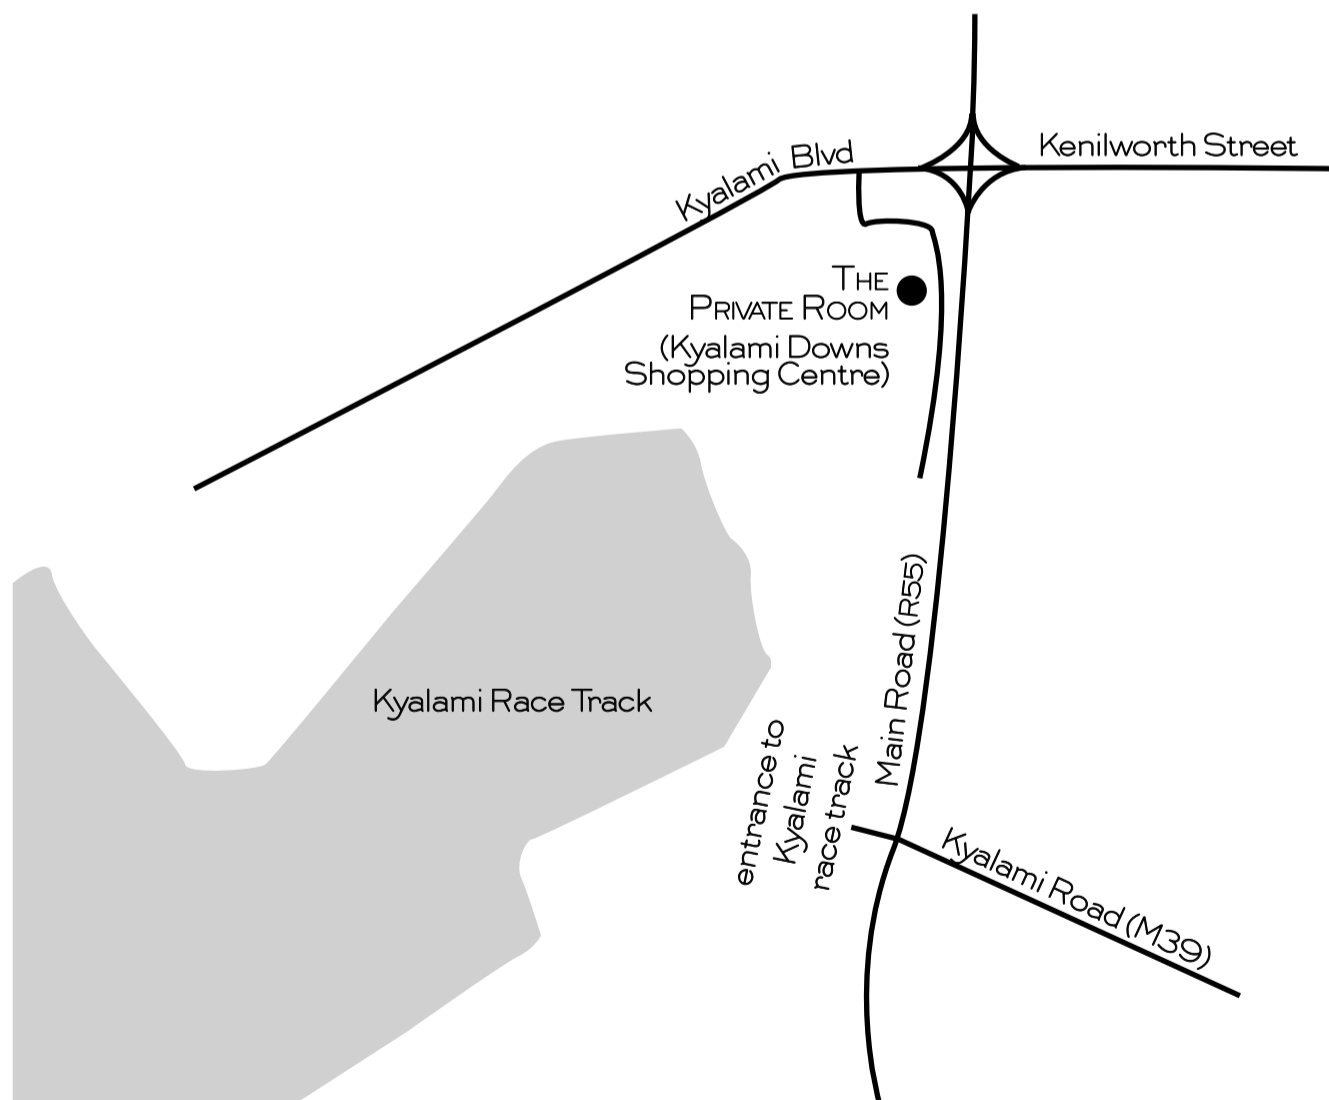 Kenilworth Street
Kyalami Blvd
THE
PRIVATE ROOM
(Kyalami Downs
Shopping Centre)
Main Road (R55)
Kyalami Race Track
entrance to
Kyalami
race track
Kyalami Road (M39)